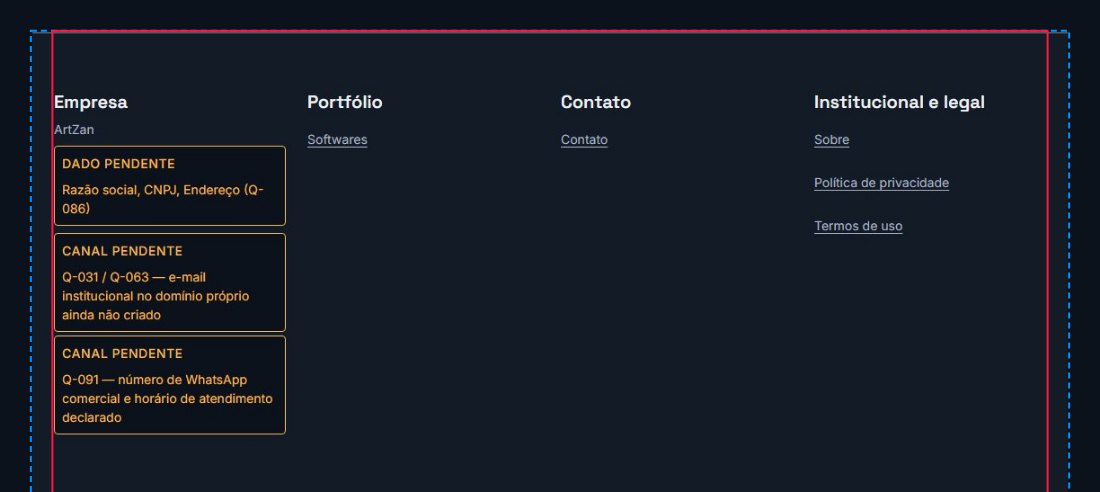 Empresa
ArtZan
DADO PENDENTE
Razão social, CNPJ, Endereço (Q-
086)
CANAL PENDENTE
Q-031 / Q-063 — e-mail
institucional no domínio próprio
ainda não criado
CANAL PENDENTE
Q-091 — número de WhatsApp
comercial e horário de atendimento
declarado
Portfólio
Softwares
Contato
Contato
Institucional e legal
Sobre
Política de privacidade
Termos de uso